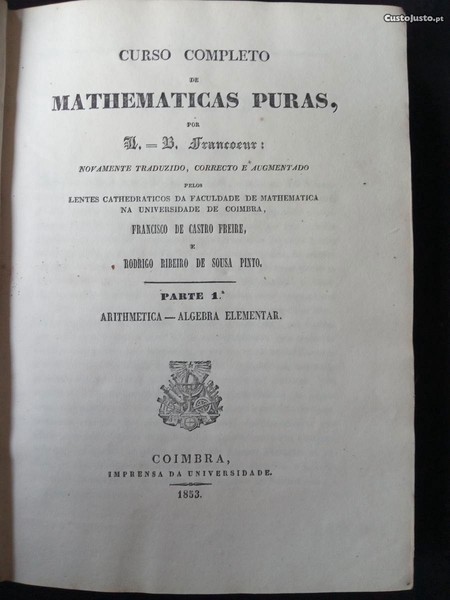 CustoJusto.pt
CURSO COMPLETO
DE
MATHEMATICAS PURAS,
POR
L. = B. Francoeur:
NOVAMENTE TRADUZIDO, CORRECTO E AUGMENTADO
PELOS
LENTES CATHEDRATICOS DA FACULDADE DE MATHEMATICA
NA UNIVERSIDADE DE COIMBRA,
FRANCISCO DE CASTRO FREIRE,
E
RODRIGO RIBEIRO DE SOUSA PINTO.
PARTE 1.ª
ARITHMETICA — ALGEBRA ELEMENTAR.
COIMBRA,
IMPRENSA DA UNIVERSIDADE.
1853.